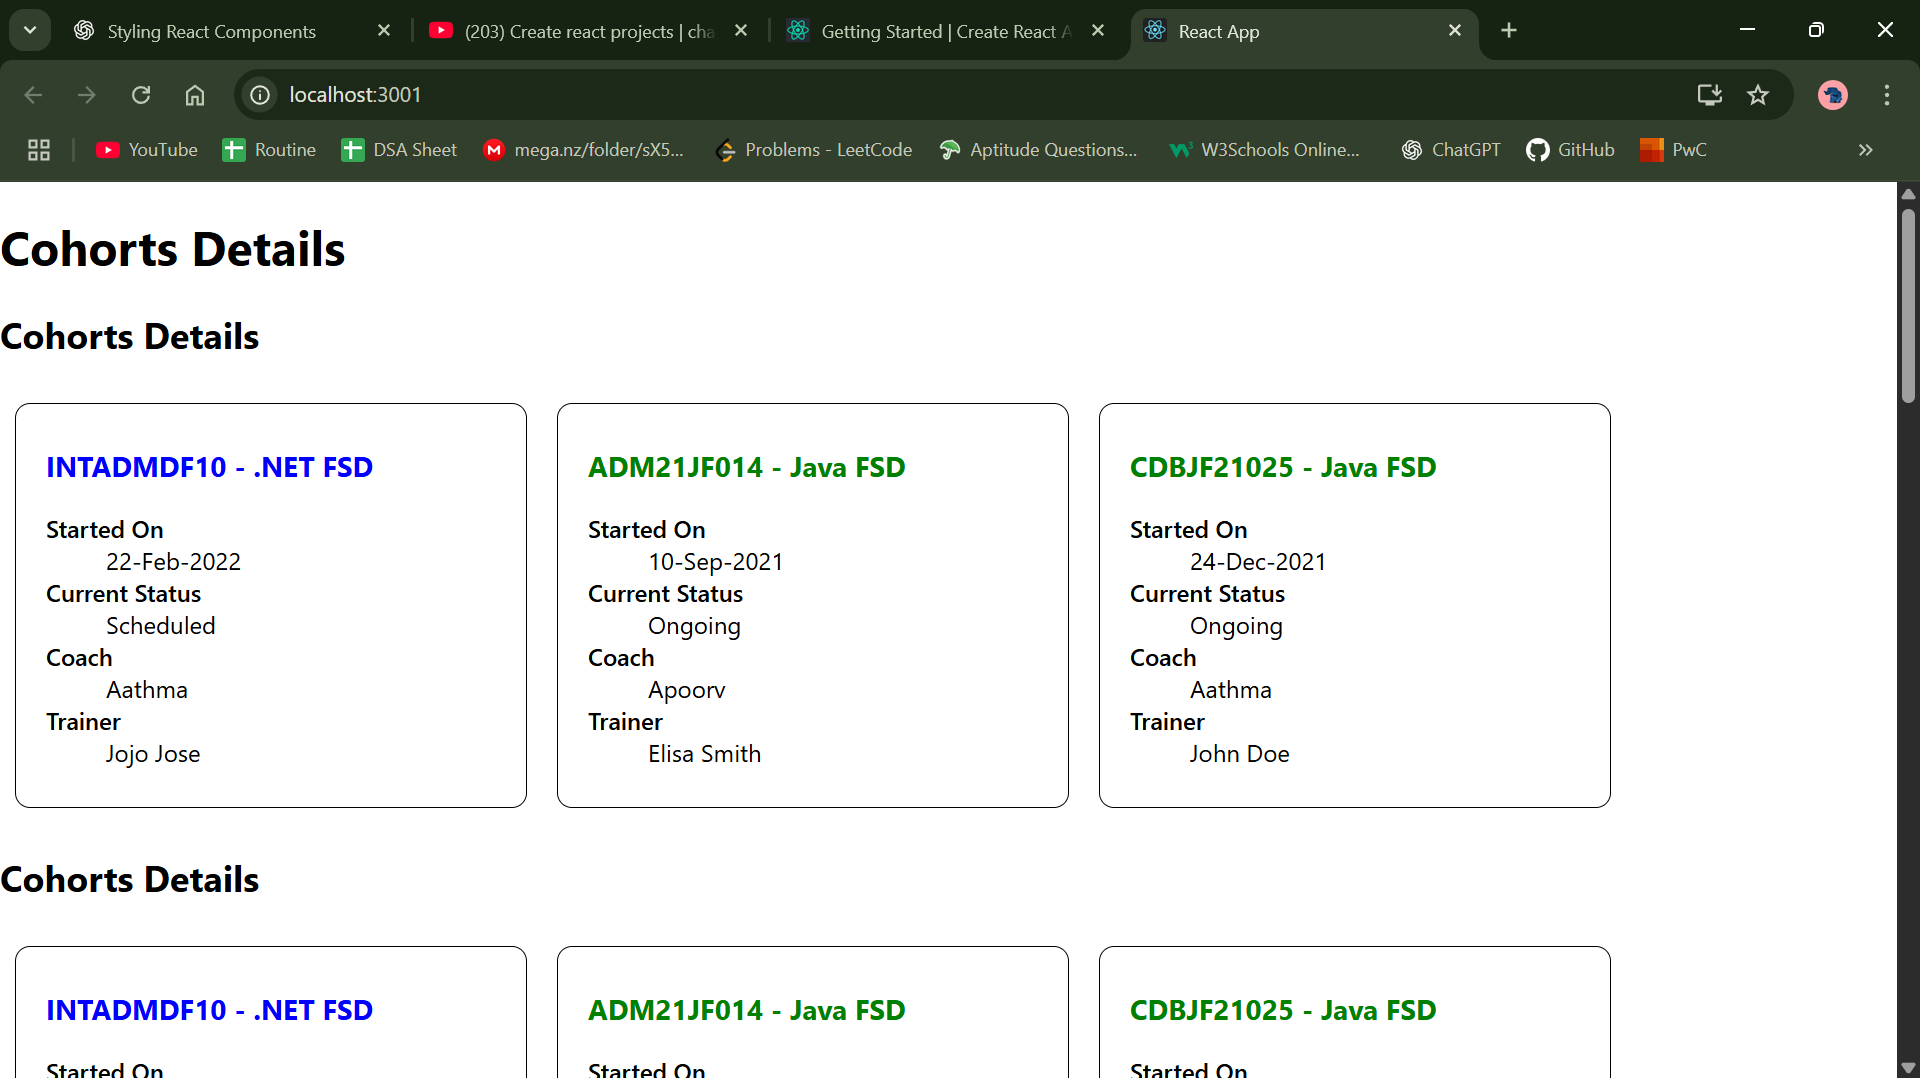 Styling React Components
(203) Create react projects | cha
Getting Started | Create React A
React App
localhost:3001
YouTube
Routine
DSA Sheet
mega.nz/folder/sX5...
Problems - LeetCode
Aptitude Questions...
W3Schools Online...
ChatGPT
GitHub
PwC
Cohorts Details
Cohorts Details
INTADMDF10 - .NET FSD
Started On
22-Feb-2022
Current Status
Scheduled
Coach
Aathma
Trainer
Jojo Jose
ADM21JF014 - Java FSD
Started On
10-Sep-2021
Current Status
Ongoing
Coach
Apoorv
Trainer
Elisa Smith
CDBJF21025 - Java FSD
Started On
24-Dec-2021
Current Status
Ongoing
Coach
Aathma
Trainer
John Doe
Cohorts Details
INTADMDF10 - .NET FSD
Started On
ADM21JF014 - Java FSD
Started On
CDBJF21025 - Java FSD
Started On